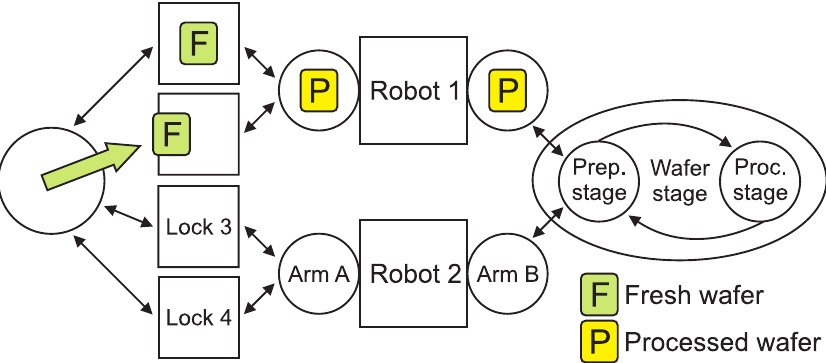 F
P
Robot 1
P
F
Prep.
stage
Wafer
stage
Proc.
stage
Lock 3
Arm A
Robot 2
Arm B
Lock 4
F Fresh wafer
P Processed wafer